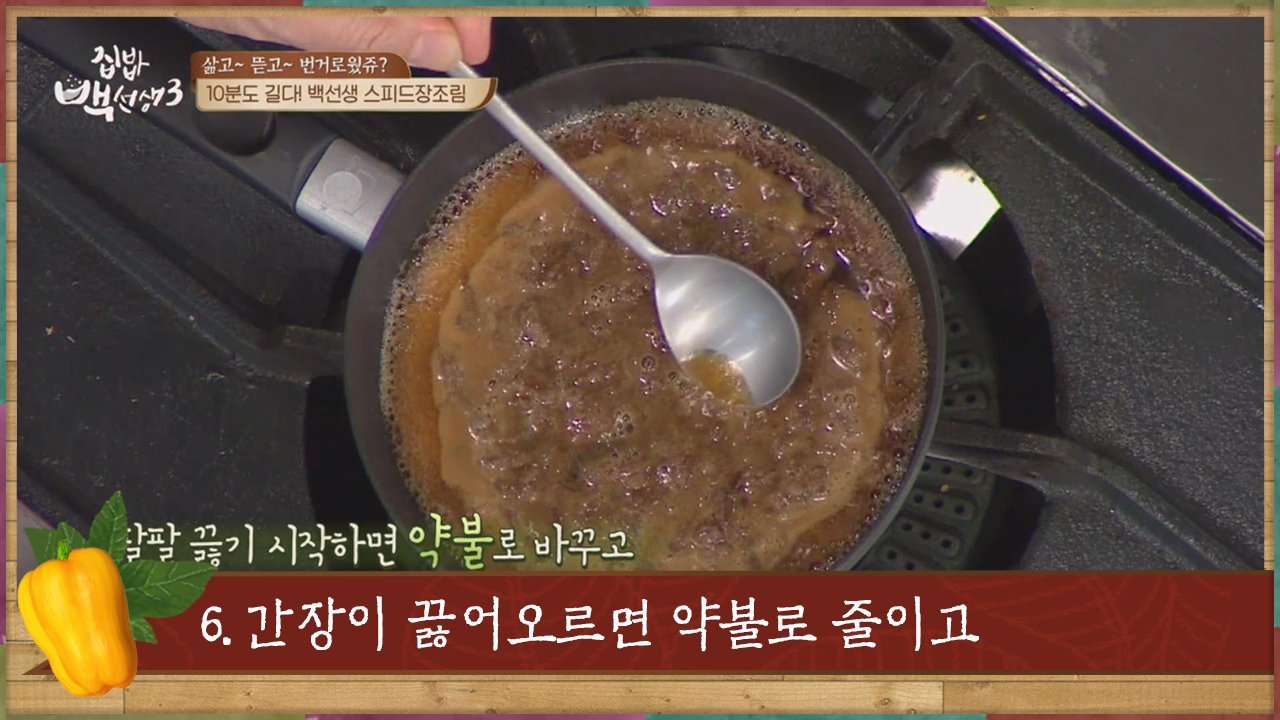 집밥
백선생3
삶고~ 뜯고~ 번거로웠쥬?
10분도 길다! 백선생 스피드장조림
팔팔 끓기 시작하면 약불로 바꾸고
6. 간장이 끓어오르면 약불로 줄이고